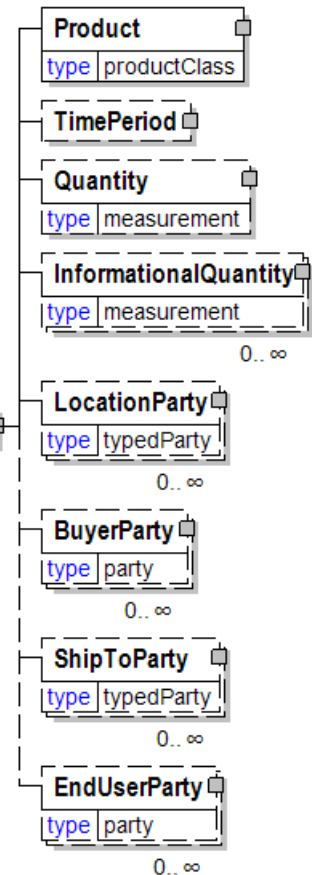 Product
type productClass
TimePeriod
Quantity
type measurement
InformationalQuantity
type measurement
0.. ∞
LocationParty
type typedParty
0.. ∞
BuyerParty
type party
0.. ∞
ShipToParty
type typedParty
0.. ∞
EndUserParty
type party
0.. ∞